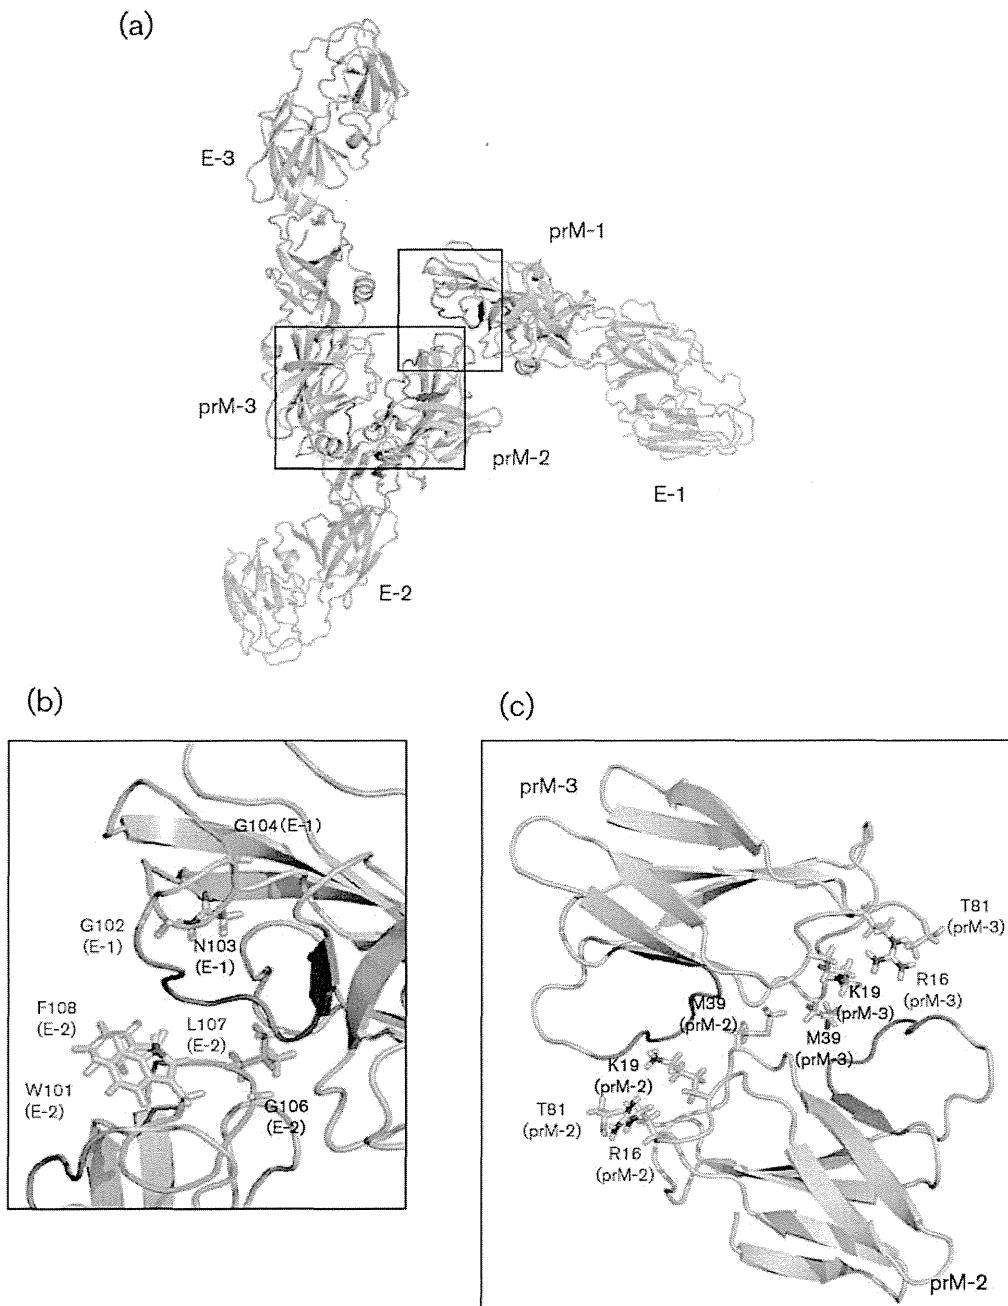 (a)
E-3
prM-1
prM-3
prM-2
E-1
E-2
(b)
G104(E-1)
G102
(E-1)
N103
(E-1)
F108
(E-2)
L107
(E-2)
W101
(E-2)
G106
(E-2)
(c)
prM-3
T81
(prM-3)
R16
(prM-3)
K19
(prM-3)
M39
(prM-2)
M39
(prM-3)
K19
(prM-2)
T81
(prM-2)
R16
(prM-2)
prM-2